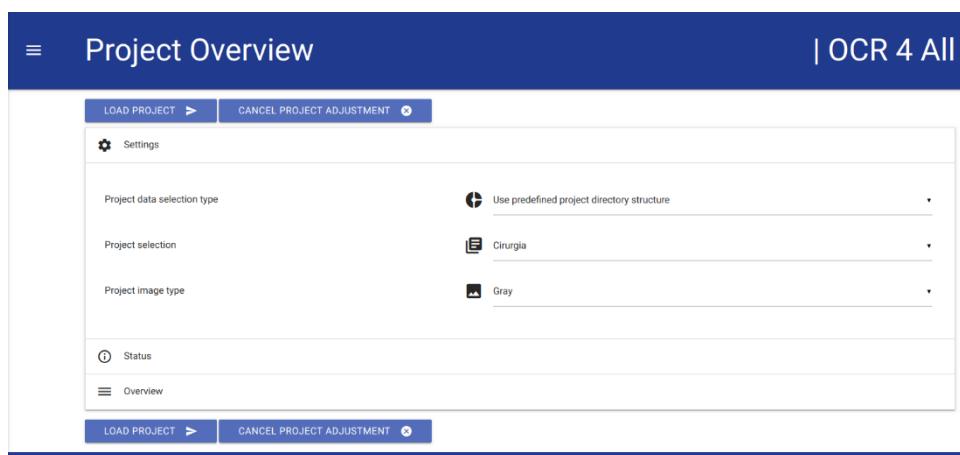 Project Overview | OCR 4 All
LOAD PROJECT CANCEL PROJECT ADJUSTMENT
Settings
Project data selection type Use predefined project directory structure
Project selection Cirurgia
Project image type Gray
Status
Overview
LOAD PROJECT CANCEL PROJECT ADJUSTMENT